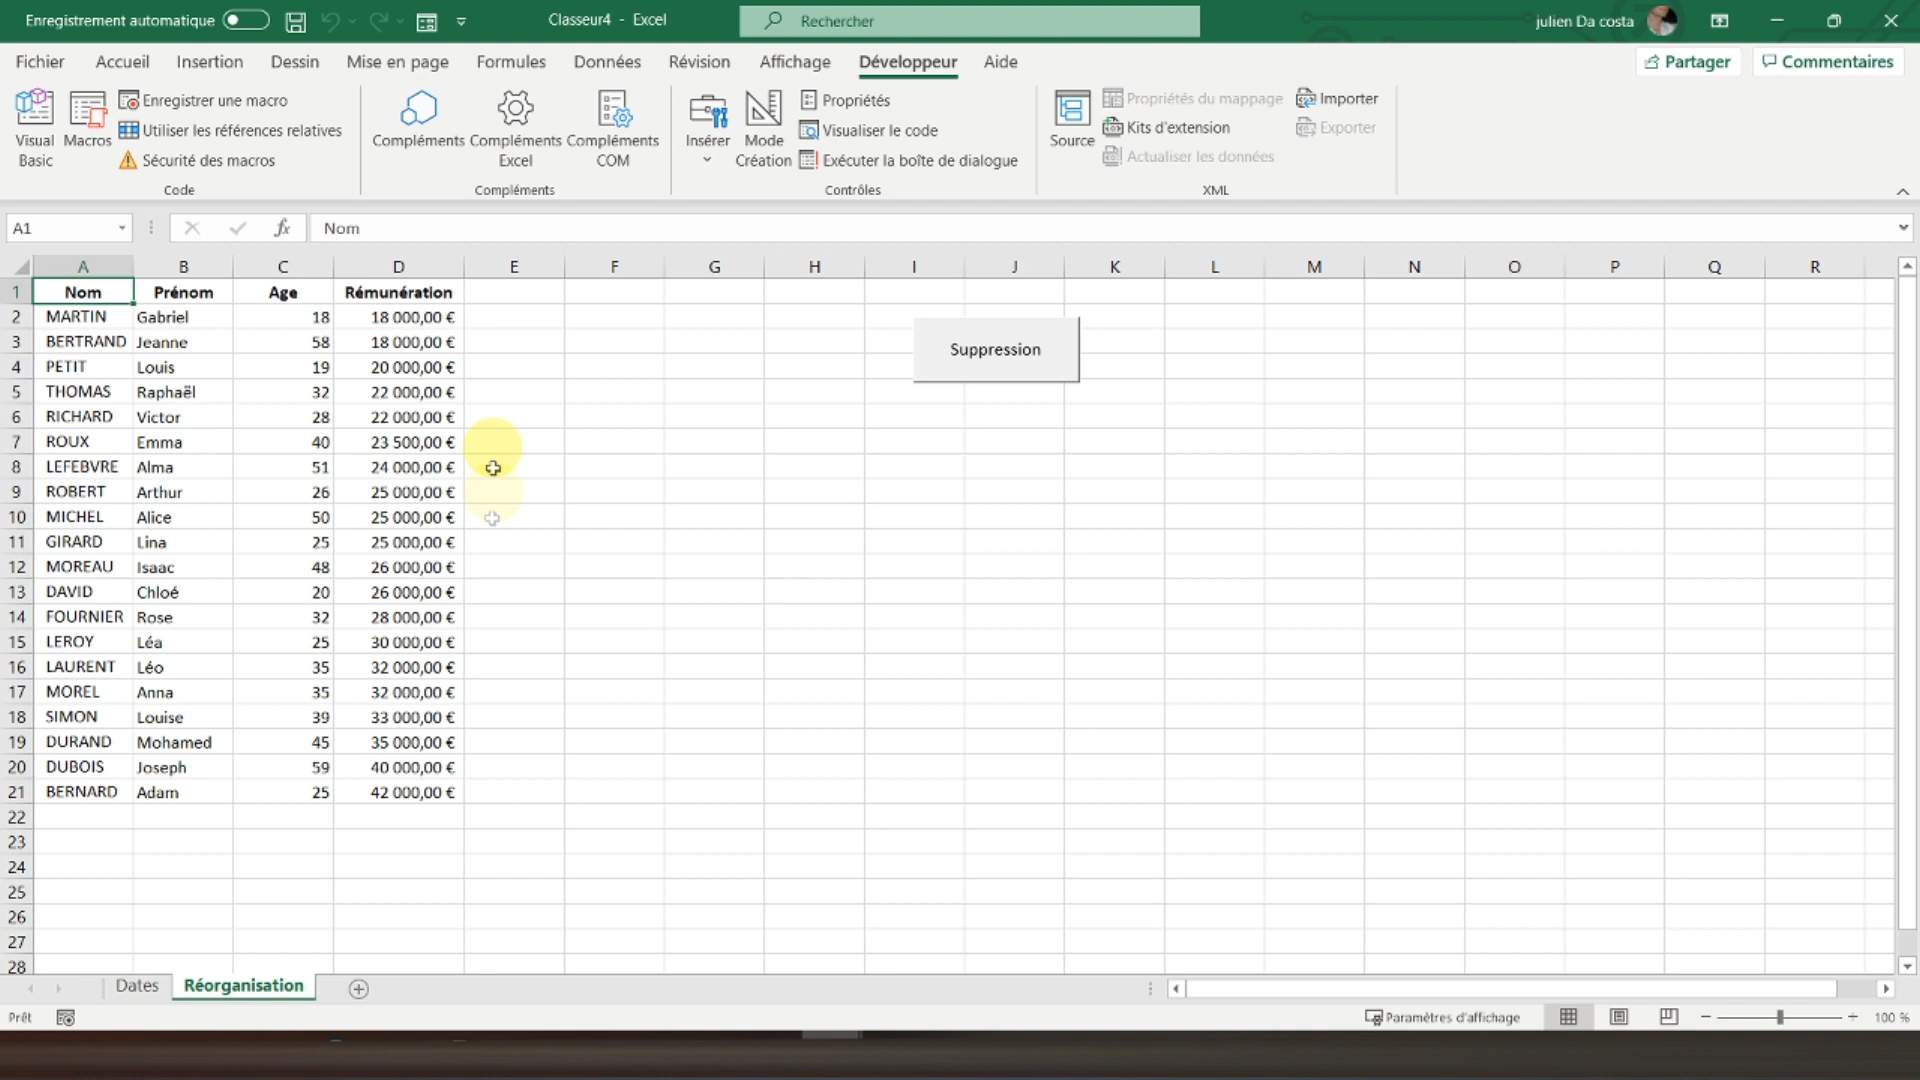 Enregistrement automatique
Classeur4 - Excel
Rechercher
julien Da costa
Fichier Accueil Insertion Dessin Mise en page Formules Données Révision Affichage Développeur Aide
Partager Commentaires
Visual Basic
Macros
Enregistrer une macro
Utiliser les références relatives
Sécurité des macros
Code
Compléments
Compléments Excel
Compléments COM
Compléments
Insérer
Mode Création
Propriétés
Visualiser le code
Exécuter la boîte de dialogue
Contrôles
Source
Propriétés du mappage
Kits d'extension
Actualiser les données
Importer
Exporter
XML
A1 fx Nom
A B C D E F G H I J K L M N O P Q R
1 Nom Prénom Age Rémunération
2 MARTIN Gabriel 18 18 000,00 €
3 BERTRAND Jeanne 58 18 000,00 €
4 PETIT Louis 19 20 000,00 €
5 THOMAS Raphaël 32 22 000,00 €
6 RICHARD Victor 28 22 000,00 €
7 ROUX Emma 40 23 500,00 €
8 LEFEBVRE Alma 51 24 000,00 €
9 ROBERT Arthur 26 25 000,00 €
10 MICHEL Alice 50 25 000,00 €
11 GIRARD Lina 25 25 000,00 €
12 MOREAU Isaac 48 26 000,00 €
13 DAVID Chloé 20 26 000,00 €
14 FOURNIER Rose 32 28 000,00 €
15 LEROY Léa 25 30 000,00 €
16 LAURENT Léo 35 32 000,00 €
17 MOREL Anna 35 32 000,00 €
18 SIMON Louise 39 33 000,00 €
19 DURAND Mohamed 45 35 000,00 €
20 DUBOIS Joseph 59 40 000,00 €
21 BERNARD Adam 25 42 000,00 €
22
23
24
25
26
27
28
Suppression
Dates Réorganisation
Prêt
Paramètres d'affichage
100 %